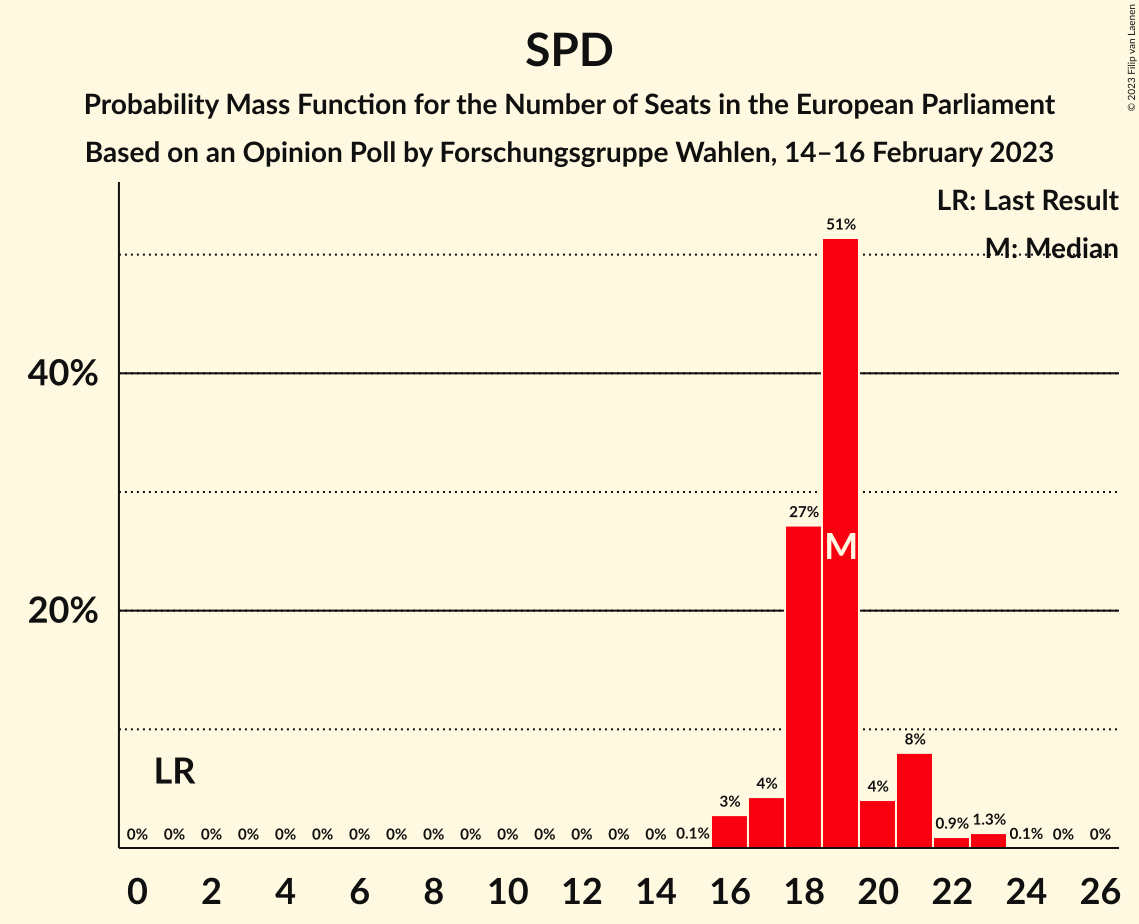 SPD
Probability Mass Function for the Number of Seats in the European Parliament
Based on an Opinion Poll by Forschungsgruppe Wahlen, 14–16 February 2023
© 2023 Filip van Laenen
LR: Last Result
M: Median
51%
40%
27%
M
20%
LR
8%
4%
4%
3%
0.9%
1.3%
0% 0% 0% 0% 0% 0% 0% 0% 0% 0% 0% 0% 0% 0% 0% 0.1% 0.1% 0% 0%
0 2 4 6 8 10 12 14 16 18 20 22 24 26